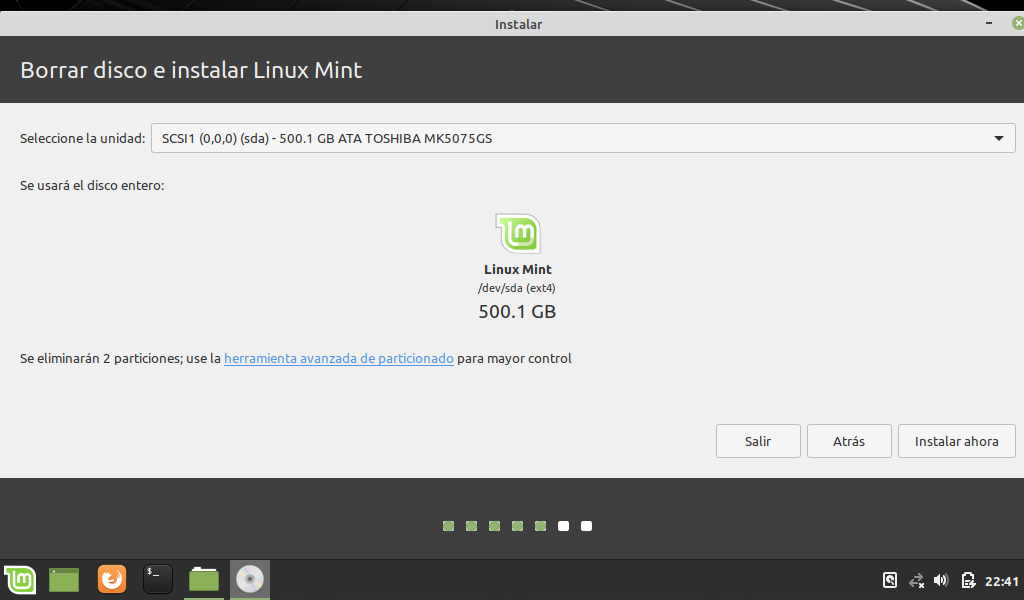 Instalar
Borrar disco e instalar Linux Mint
Seleccione la unidad: SCSI1 (0,0,0) (sda) - 500.1 GB ATA TOSHIBA MK5075GS
Se usará el disco entero:
Linux Mint
/dev/sda (ext4)
500.1 GB
Se eliminarán 2 particiones; use la herramienta avanzada de particionado para mayor control
Salir Atrás Instalar ahora
$_ 22:41